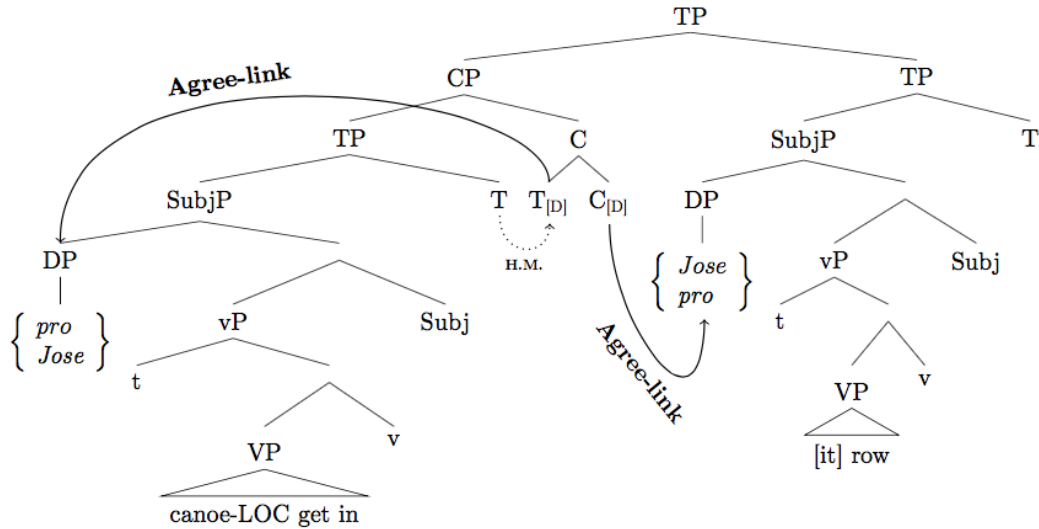 TP
CP TP
Agree-link
TP C SubjP T
SubjP T T[D] C[D] DP
H.M.
DP { Jose pro } vP Subj
{ pro Jose } vP Subj t
Agree-link
t VP v
VP v [it] row
canoe-LOC get in